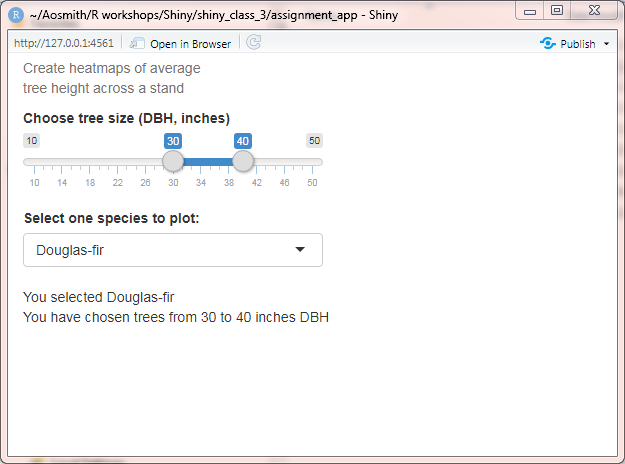 ~/Aosmith/R workshops/Shiny/shiny_class_3/assignment_app - Shiny
http://127.0.0.1:4561 Open in Browser Publish
Create heatmaps of average
tree height across a stand
Choose tree size (DBH, inches)
10 30 40 50
10 14 18 22 26 30 34 38 42 46 50
Select one species to plot:
Douglas-fir
You selected Douglas-fir
You have chosen trees from 30 to 40 inches DBH